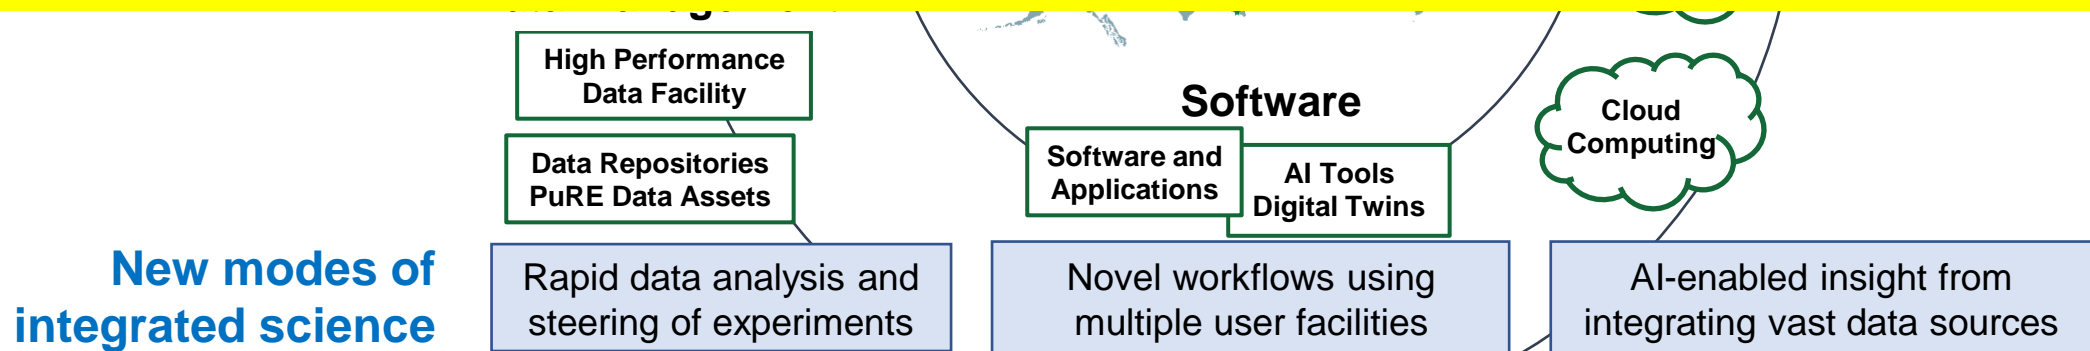 High Performance
Data Facility
Data Repositories
PuRE Data Assets
Software
Software and
Applications
AI Tools
Digital Twins
Cloud
Computing
New modes of
integrated science
Rapid data analysis and
steering of experiments
Novel workflows using
multiple user facilities
AI-enabled insight from
integrating vast data sources